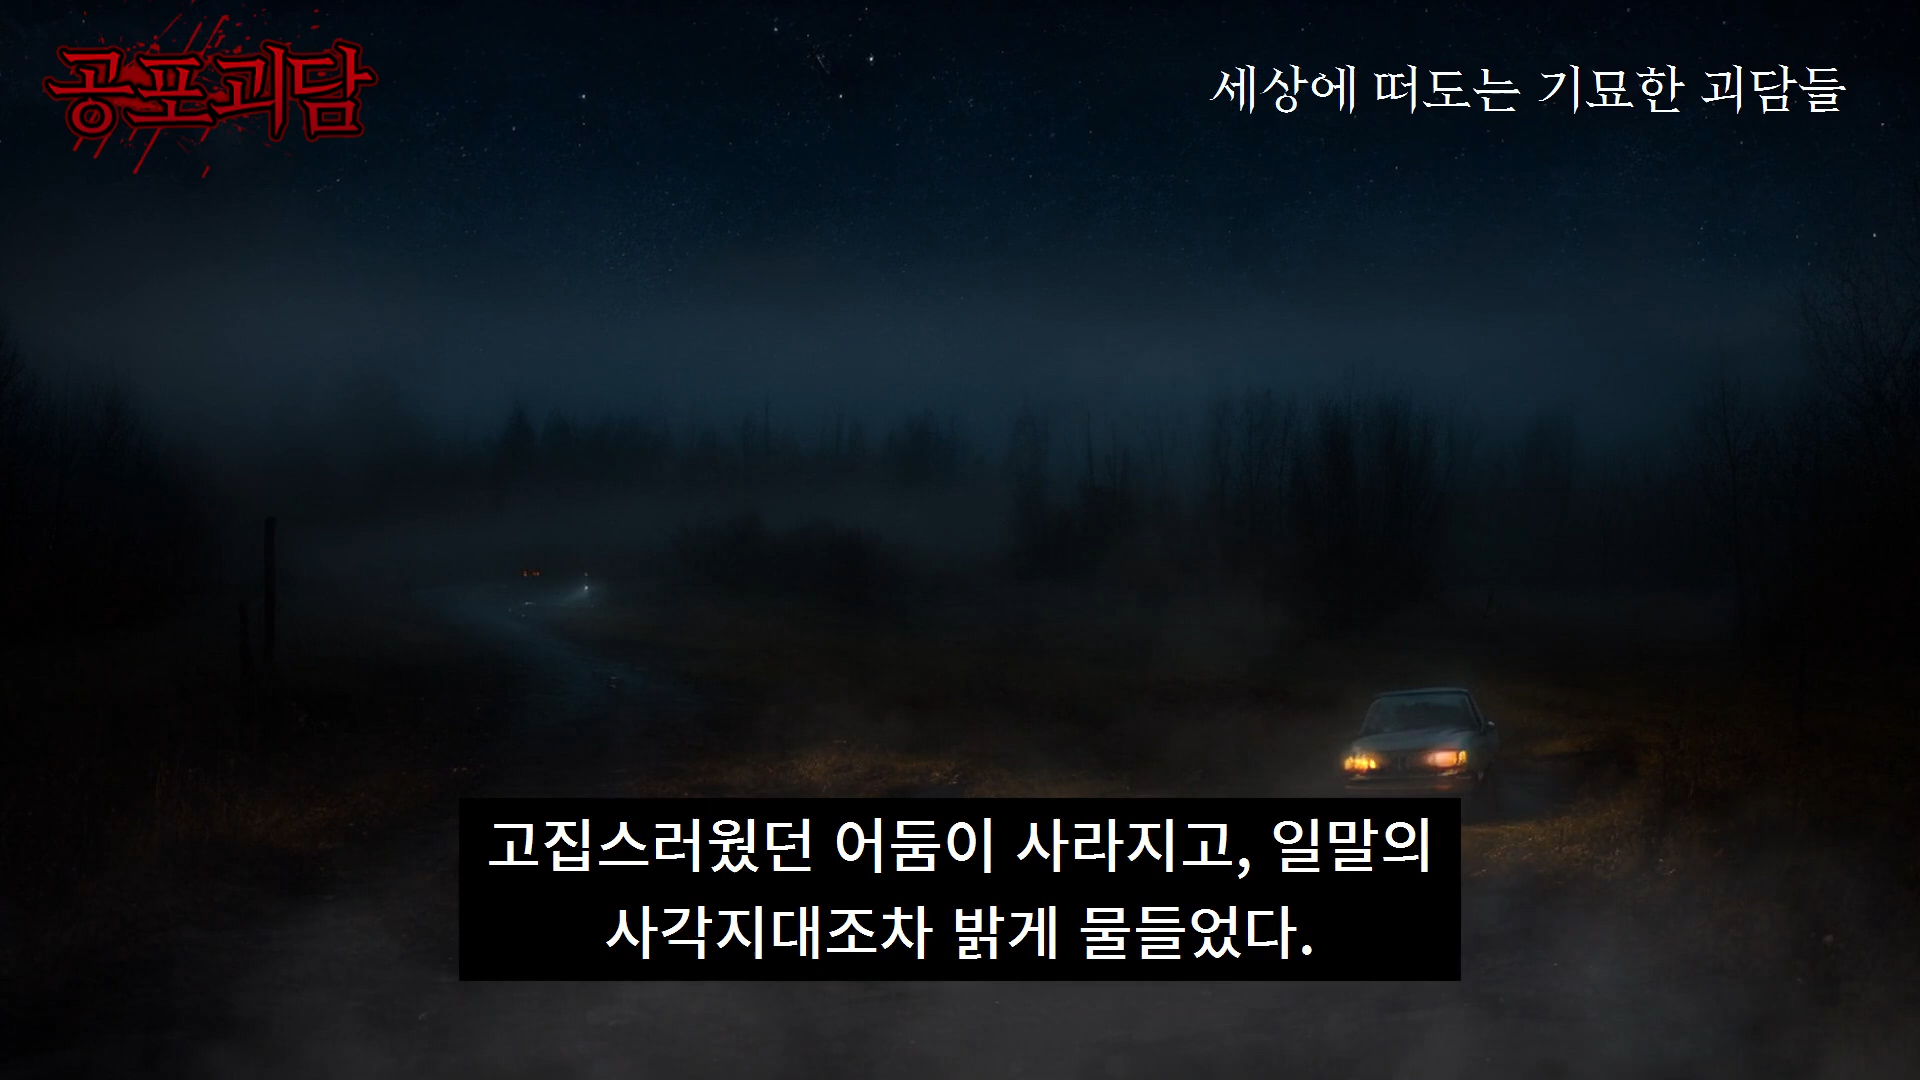 공포괴담
세상에 떠도는 기묘한 괴담들
고집스러웠던 어둠이 사라지고, 일말의
사각지대조차 밝게 물들었다.